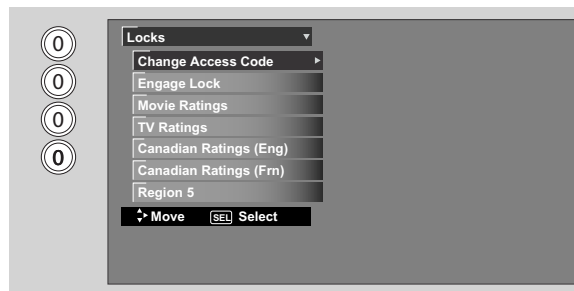 0
0
0
0
Locks
Change Access Code
Engage Lock
Movie Ratings
TV Ratings
Canadian Ratings (Eng)
Canadian Ratings (Frn)
Region 5
Move SEL Select